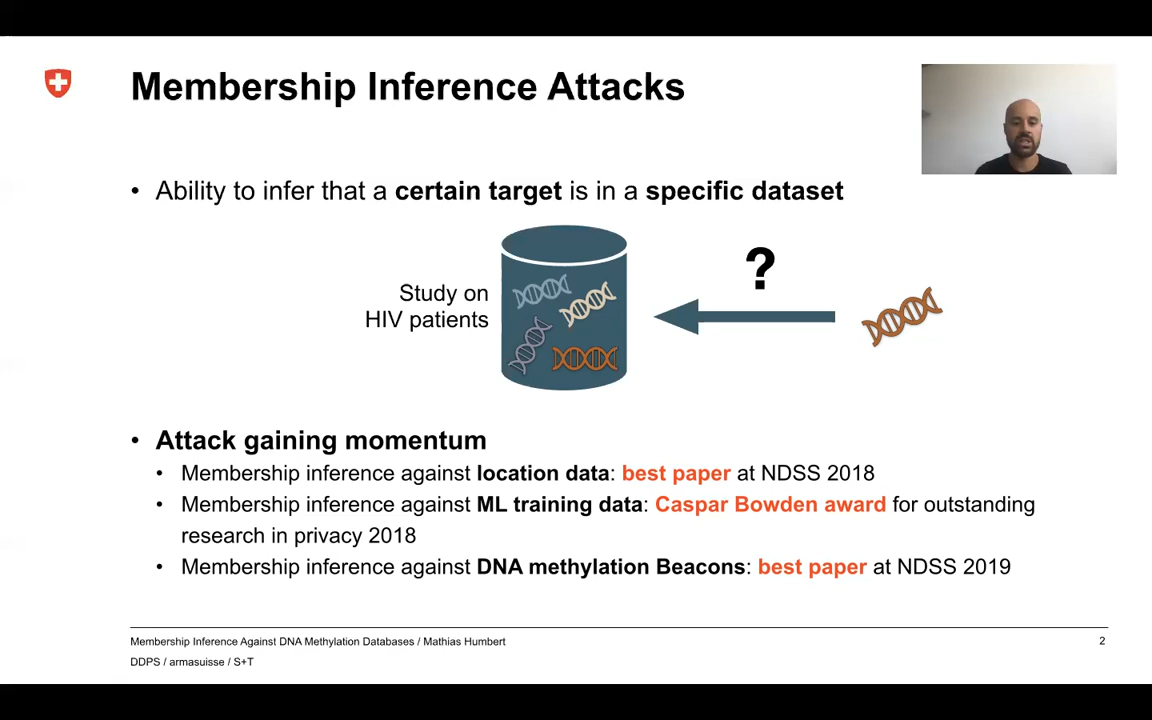 Membership Inference Attacks
• Ability to infer that a certain target is in a specific dataset
Study on
HIV patients
?
• Attack gaining momentum
• Membership inference against location data: best paper at NDSS 2018
• Membership inference against ML training data: Caspar Bowden award for outstanding
research in privacy 2018
• Membership inference against DNA methylation Beacons: best paper at NDSS 2019
Membership Inference Against DNA Methylation Databases / Mathias Humbert
2
DDPS / armasuisse / S+T